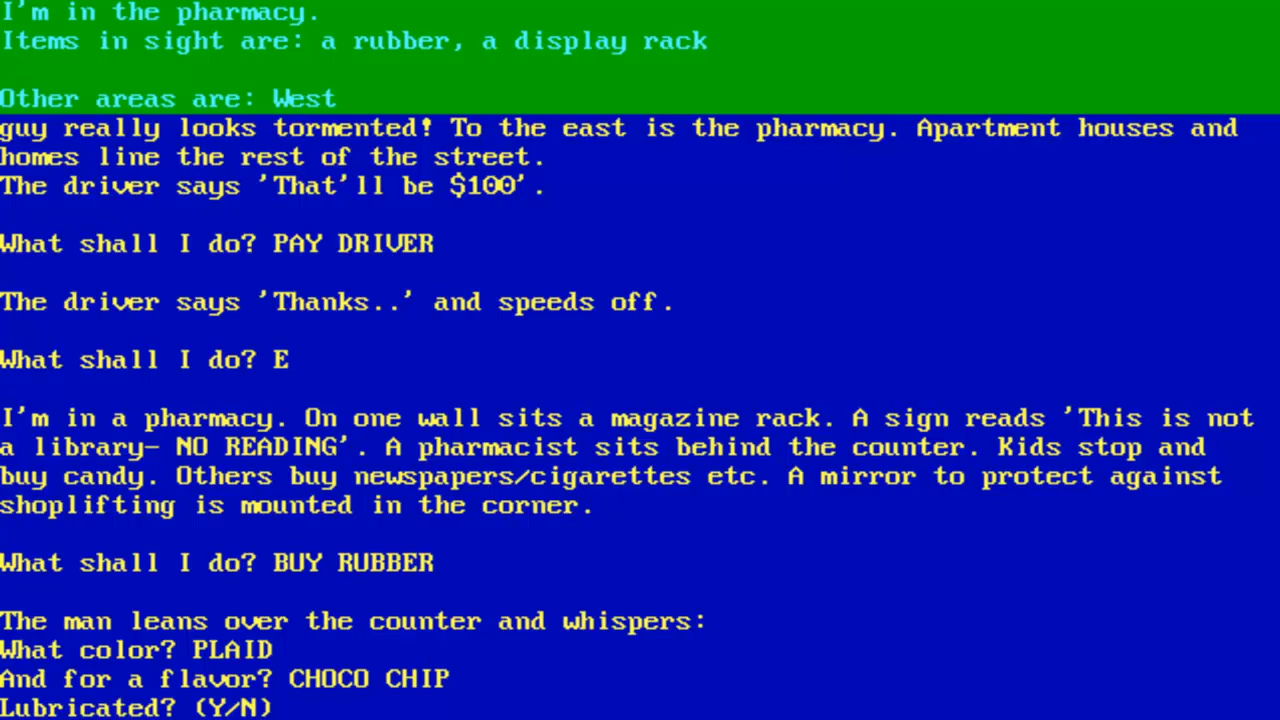 I'm in the pharmacy.
Items in sight are: a rubber, a display rack
Other areas are: West
guy really looks tormented! To the east is the pharmacy. Apartment houses and
homes line the rest of the street.
The driver says 'That'll be $100'.
What shall I do? PAY DRIVER
The driver says 'Thanks..' and speeds off.
What shall I do? E
I'm in a pharmacy. On one wall sits a magazine rack. A sign reads 'This is not
a library- NO READING'. A pharmacist sits behind the counter. Kids stop and
buy candy. Others buy newspapers/cigarettes etc. A mirror to protect against
shoplifting is mounted in the corner.
What shall I do? BUY RUBBER
The man leans over the counter and whispers:
What color? PLAID
And for a flavor? CHOCO CHIP
Lubricated? (Y/N)